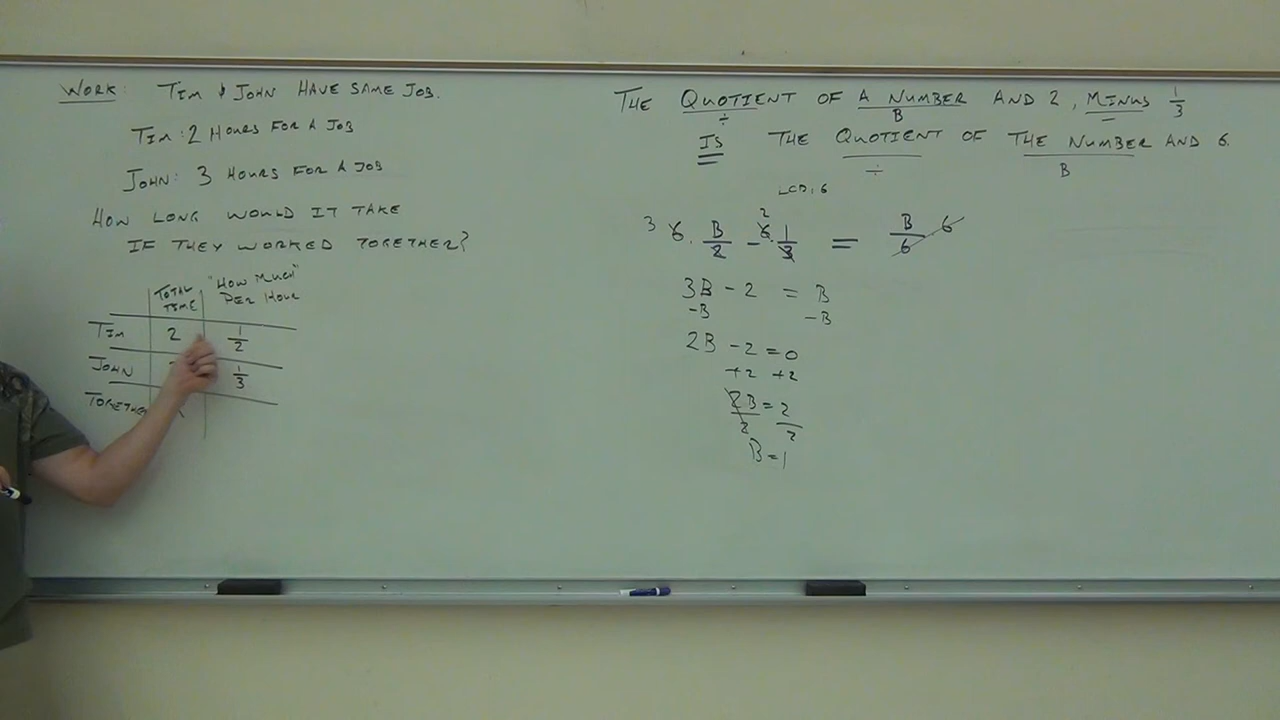 WORK: TIM & JOHN HAVE SAME JOB.
TIM: 2 HOURS FOR A JOB
JOHN: 3 HOURS FOR A JOB
HOW LONG WOULD IT TAKE
IF THEY WORKED TOGETHER?
TOTAL TIME "HOW MUCH" PER HOUR
TIM 2 1/2
JOHN 1/3
TOGETHER
THE QUOTIENT OF A NUMBER AND 2, MINUS 1/3
÷ B −
IS THE QUOTIENT OF THE NUMBER AND 6.
= ÷ B
LCD: 6
3 6 · B/2 − 2 6 · 1/3 = B/6 6
3B − 2 = B
−B −B
2B − 2 = 0
+2 +2
2B/2 = 2/2
B = 1